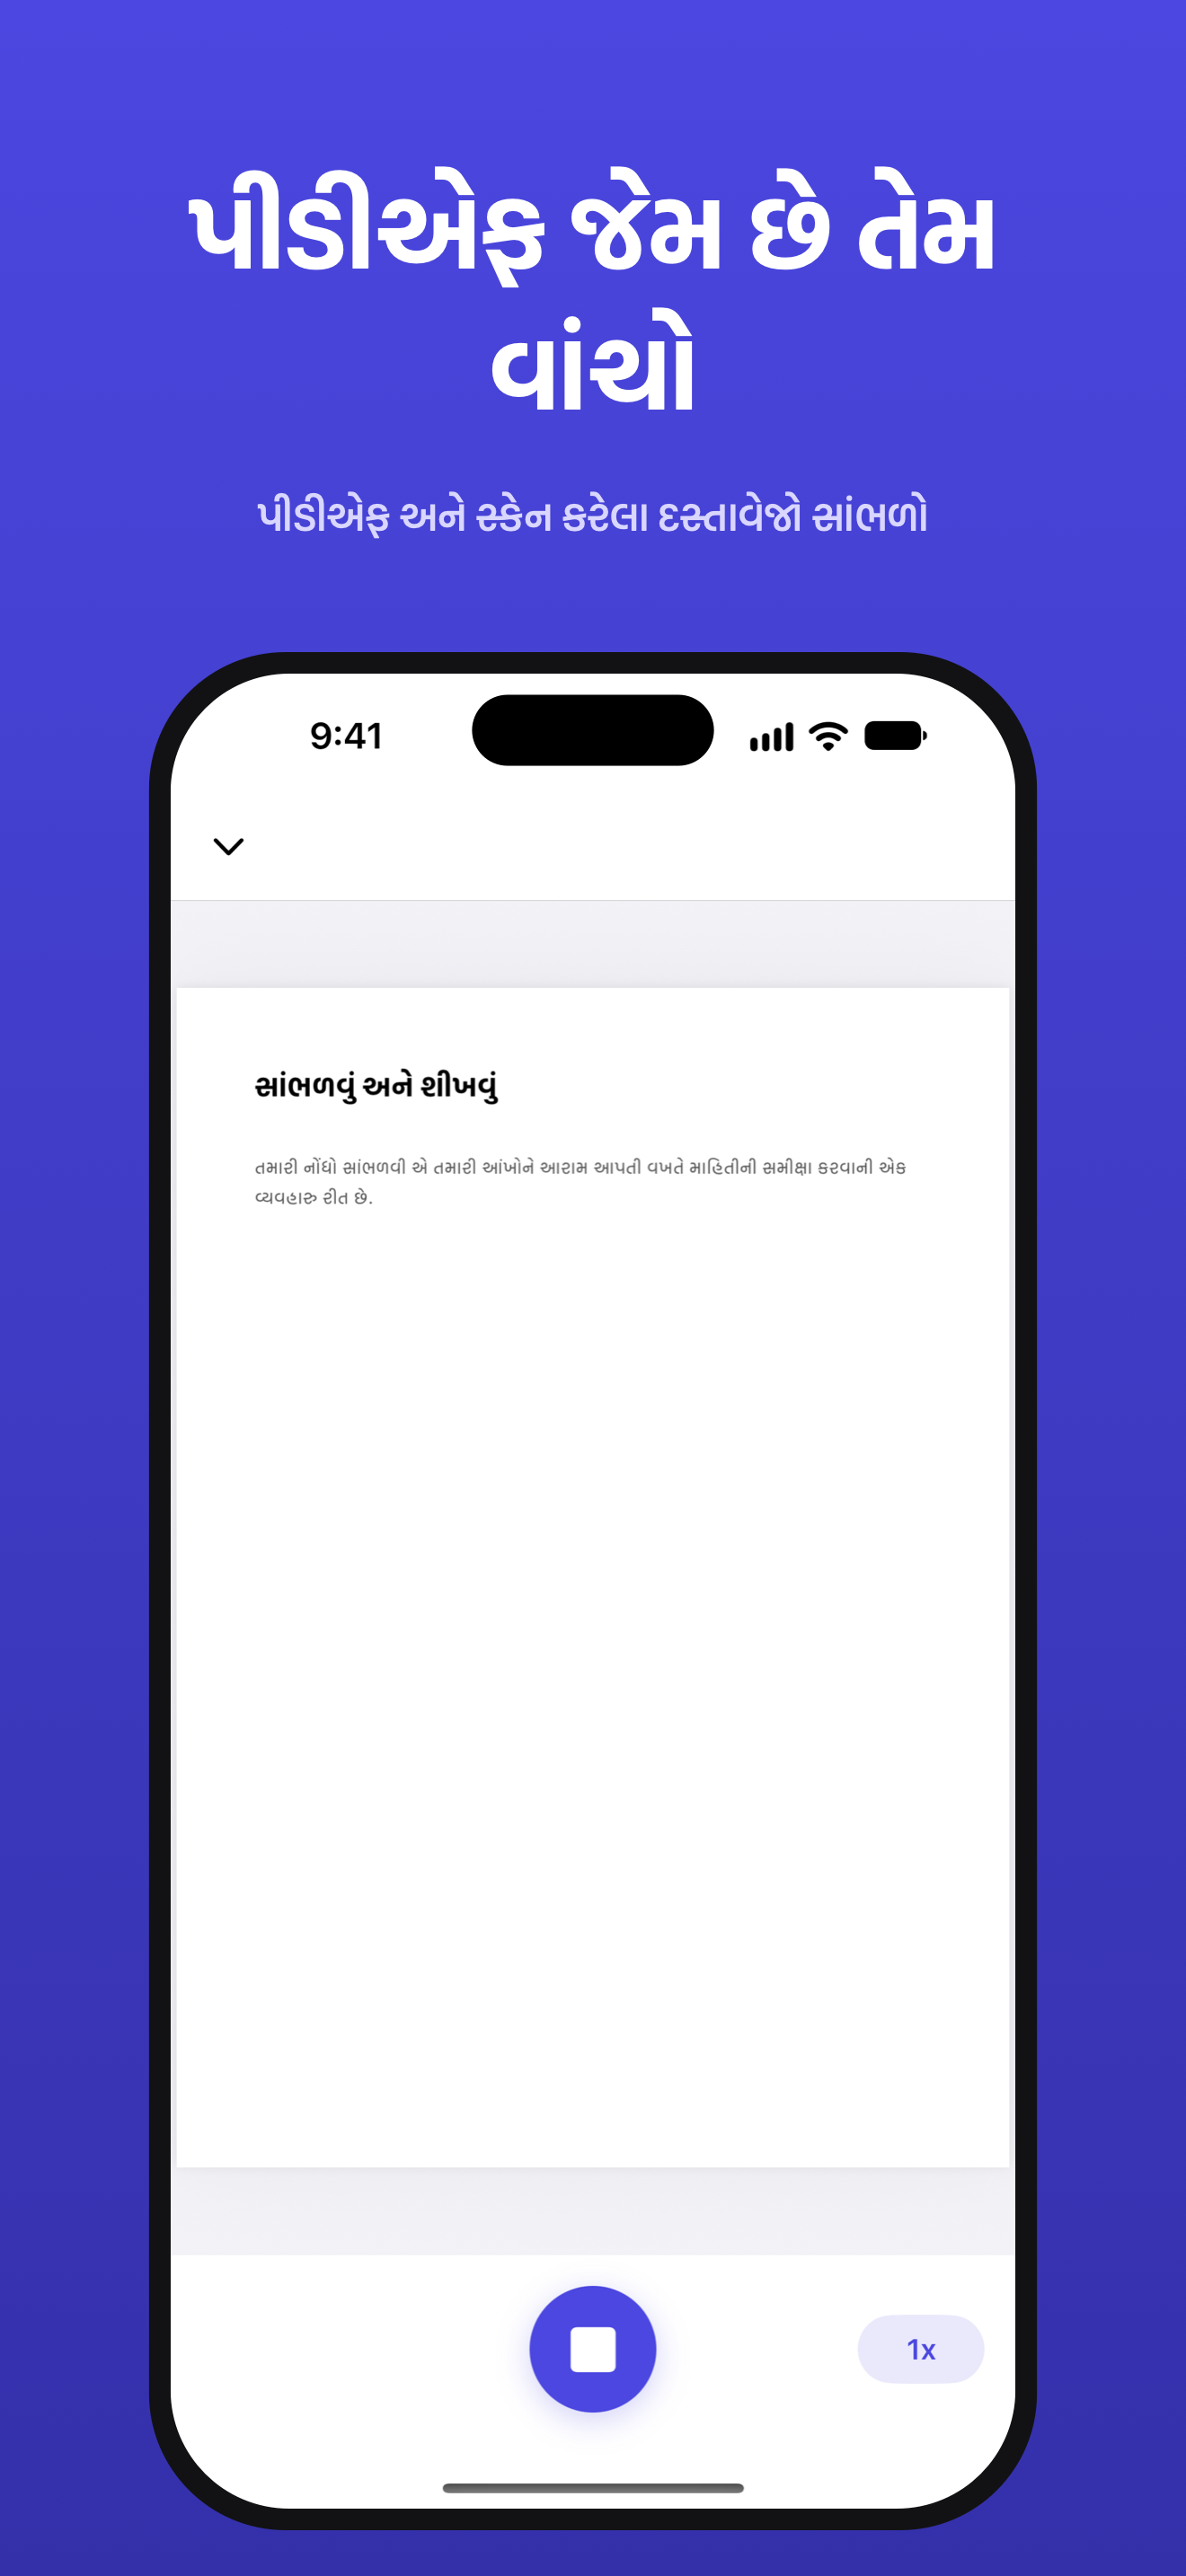 પીડીએફ જેમ છે તેમ
વાંચો
પીડીએફ અને સ્કેન કરેલા દસ્તાવેજો સાંભળો
9:41
સાંભળવું અને શીખવું
તમારી નોંધો સાંભળવી એ તમારી આંખોને આરામ આપતી વખતે માહિતીની સમીક્ષા કરવાની એક
વ્યવહારુ રીત છે.
1x